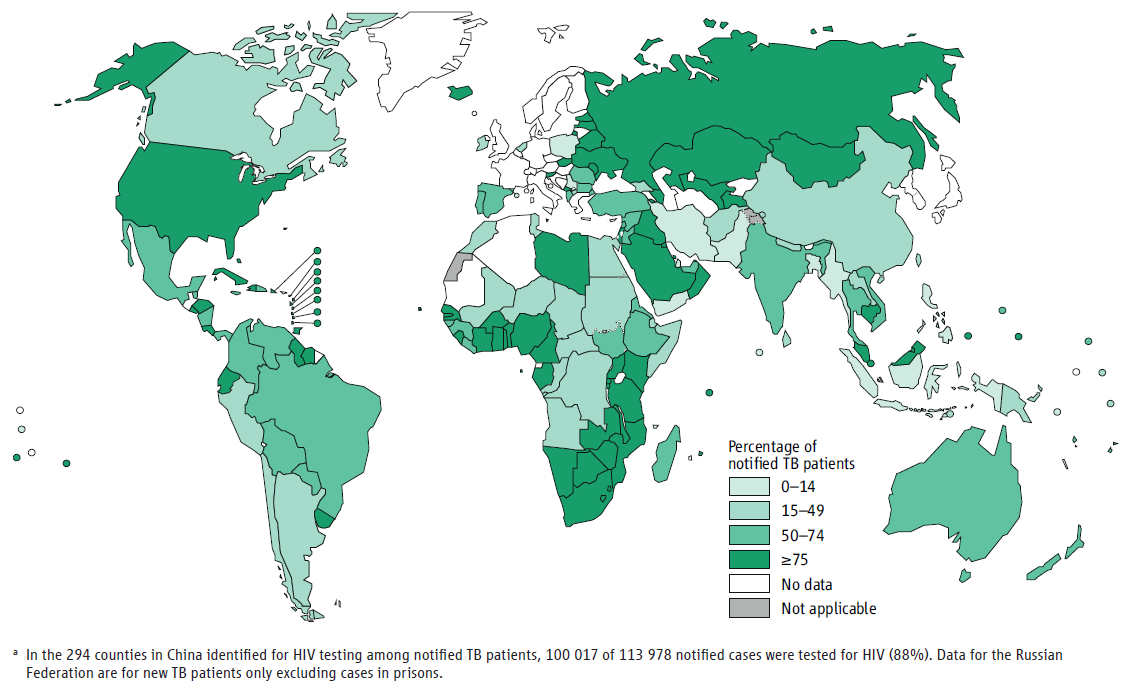 Percentage of
notified TB patients
0–14
15–49
50–74
≥75
No data
Not applicable
a In the 294 counties in China identified for HIV testing among notified TB patients, 100 017 of 113 978 notified cases were tested for HIV (88%). Data for the Russian
Federation are for new TB patients only excluding cases in prisons.